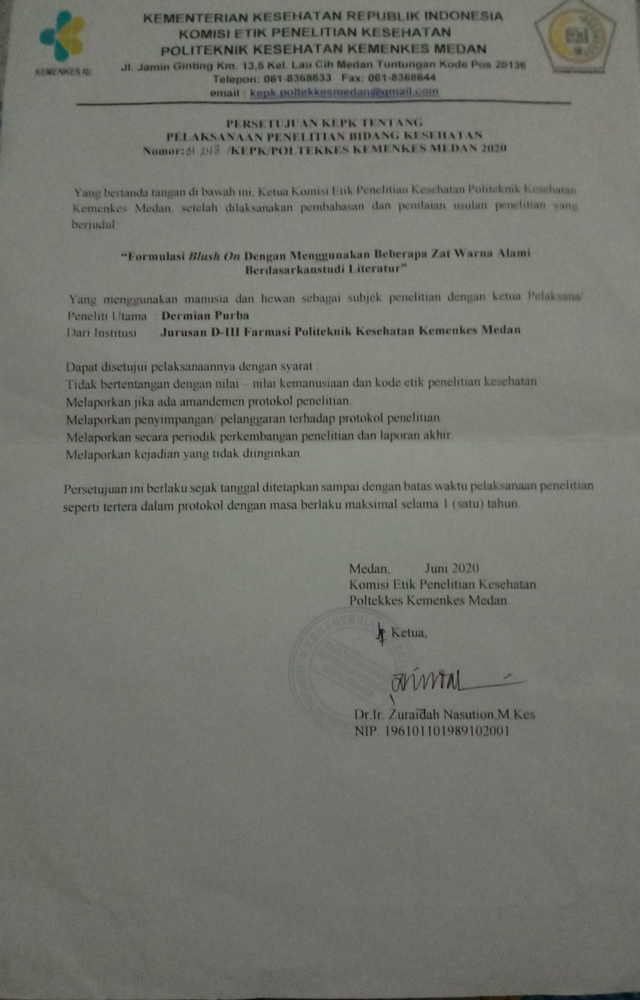 KEMENTERIAN KESEHATAN REPUBLIK INDONESIA
KOMISI ETIK PENELITIAN KESEHATAN
POLITEKNIK KESEHATAN KEMENKES MEDAN
KEMENKES RI
Jl. Jamin Ginting Km. 13,5 Kel. Lau Cih Medan Tuntungan Kode Pos 20136
Telepon: 061-8368633 Fax: 061-8368644
email : kepk.poltekkesmedan@gmail.com
PERSETUJUAN KEPK TENTANG
PELAKSANAAN PENELITIAN BIDANG KESEHATAN
Nomor: 01.248 /KEPK/POLTEKKES KEMENKES MEDAN 2020
Yang bertanda tangan di bawah ini, Ketua Komisi Etik Penelitian Kesehatan Politeknik Kesehatan
Kemenkes Medan, setelah dilaksanakan pembahasan dan penilaian usulan penelitian yang
berjudul:
“Formulasi Blush On Dengan Menggunakan Beberapa Zat Warna Alami
Berdasarkanstudi Literatur”
Yang menggunakan manusia dan hewan sebagai subjek penelitian dengan ketua Pelaksana/
Peneliti Utama : Dermian Purba
Dari Institusi : Jurusan D-III Farmasi Politeknik Kesehatan Kemenkes Medan
Dapat disetujui pelaksanaannya dengan syarat :
Tidak bertentangan dengan nilai – nilai kemanusiaan dan kode etik penelitian kesehatan
Melaporkan jika ada amandemen protokol penelitian.
Melaporkan penyimpangan/ pelanggaran terhadap protokol penelitian.
Melaporkan secara periodik perkembangan penelitian dan laporan akhir.
Melaporkan kejadian yang tidak diinginkan.
Persetujuan ini berlaku sejak tanggal ditetapkan sampai dengan batas waktu pelaksanaan penelitian
seperti tertera dalam protokol dengan masa berlaku maksimal selama 1 (satu) tahun.
Medan, Juni 2020
Komisi Etik Penelitian Kesehatan
Poltekkes Kemenkes Medan
Ketua,
KEMENTERIAN
Dr.Ir. Zuraidah Nasution,M.Kes
NIP. 196101101989102001